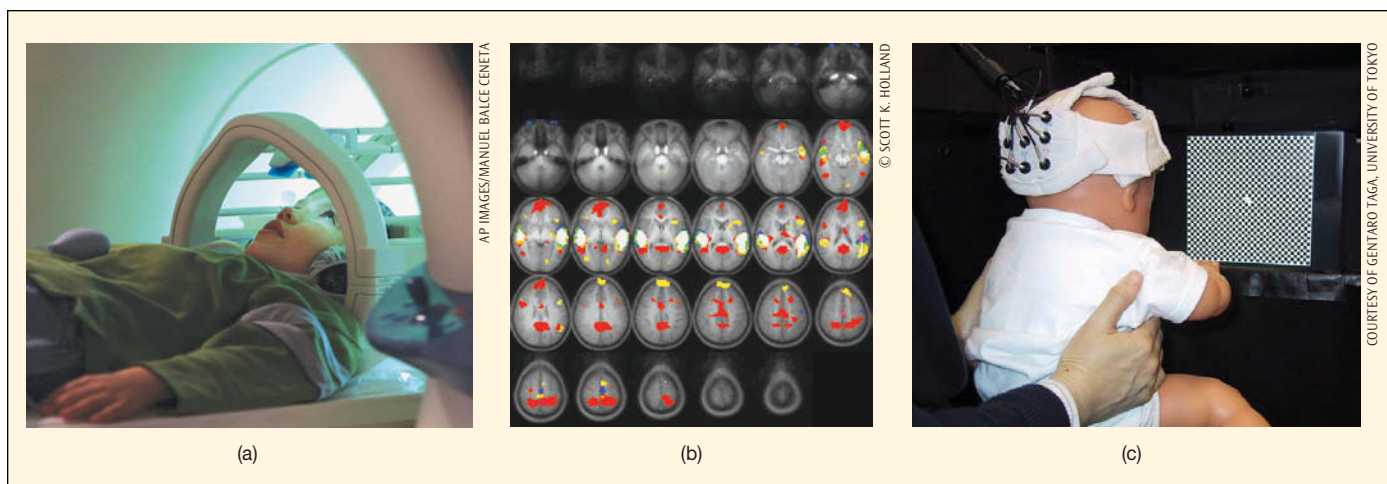 AP IMAGES/MANUEL BALCE CENETA
© SCOTT K. HOLLAND
COURTESY OF GENTARO TAGA, UNIVERSITY OF TOKYO
(a)
(b)
(c)